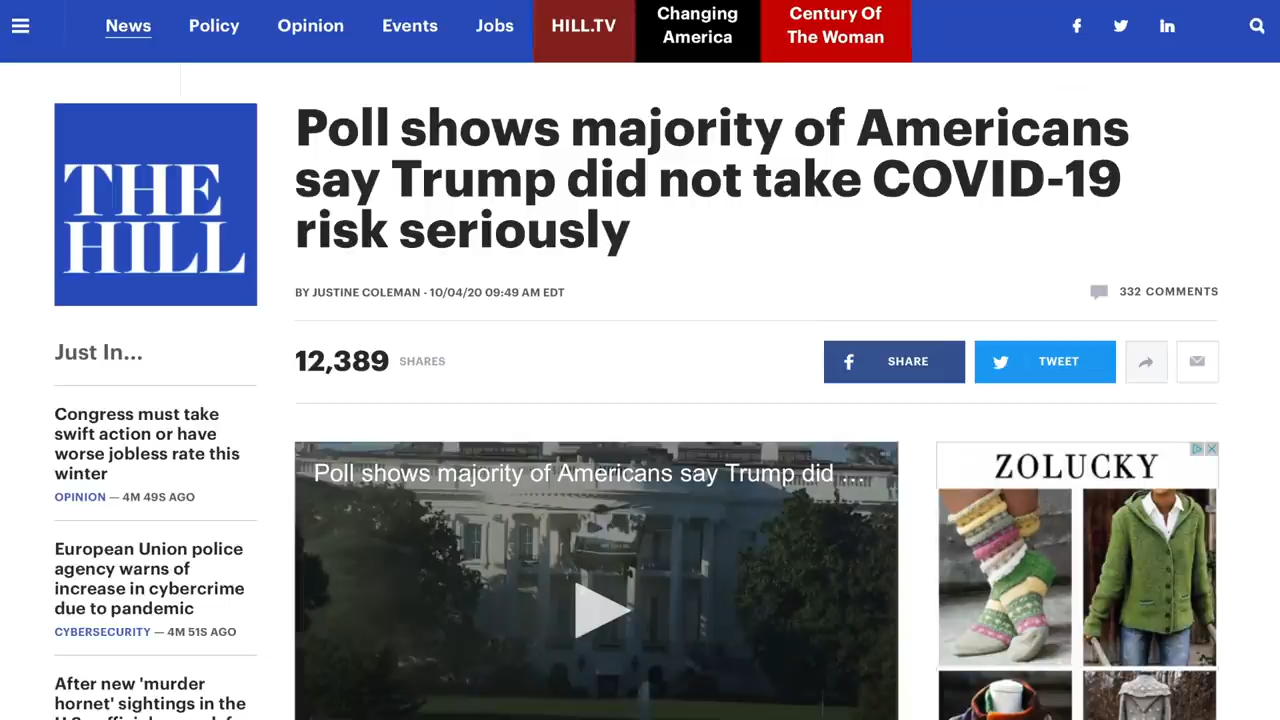 News
Policy
Opinion
Events
Jobs
HILL.TV
Changing
America
Century Of
The Woman
THE
HILL
Poll shows majority of Americans
say Trump did not take COVID-19
risk seriously
BY JUSTINE COLEMAN - 10/04/20 09:49 AM EDT
332 COMMENTS
12,389 SHARES
SHARE
TWEET
Just In...
Congress must take
swift action or have
worse jobless rate this
winter
OPINION — 4M 49S AGO
European Union police
agency warns of
increase in cybercrime
due to pandemic
CYBERSECURITY — 4M 51S AGO
After new 'murder
hornet' sightings in the
Poll shows majority of Americans say Trump did ...
ZOLUCKY